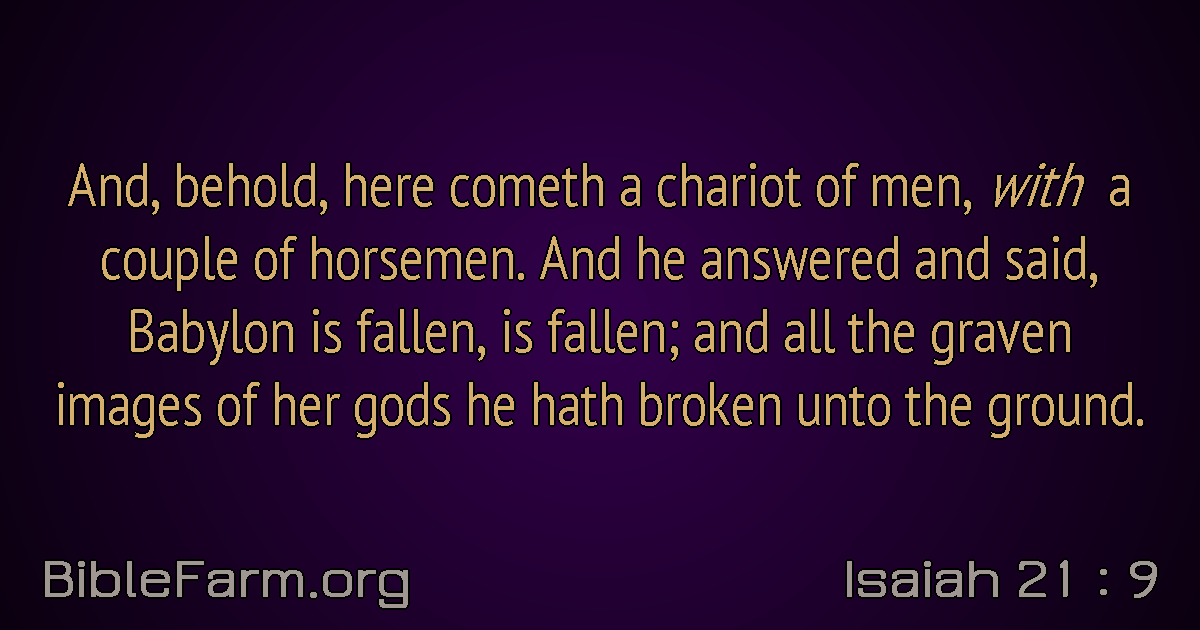 And, behold, here cometh a chariot of men, with a
couple of horsemen. And he answered and said,
Babylon is fallen, is fallen; and all the graven
images of her gods he hath broken unto the ground.
BibleFarm.org
Isaiah 21 : 9